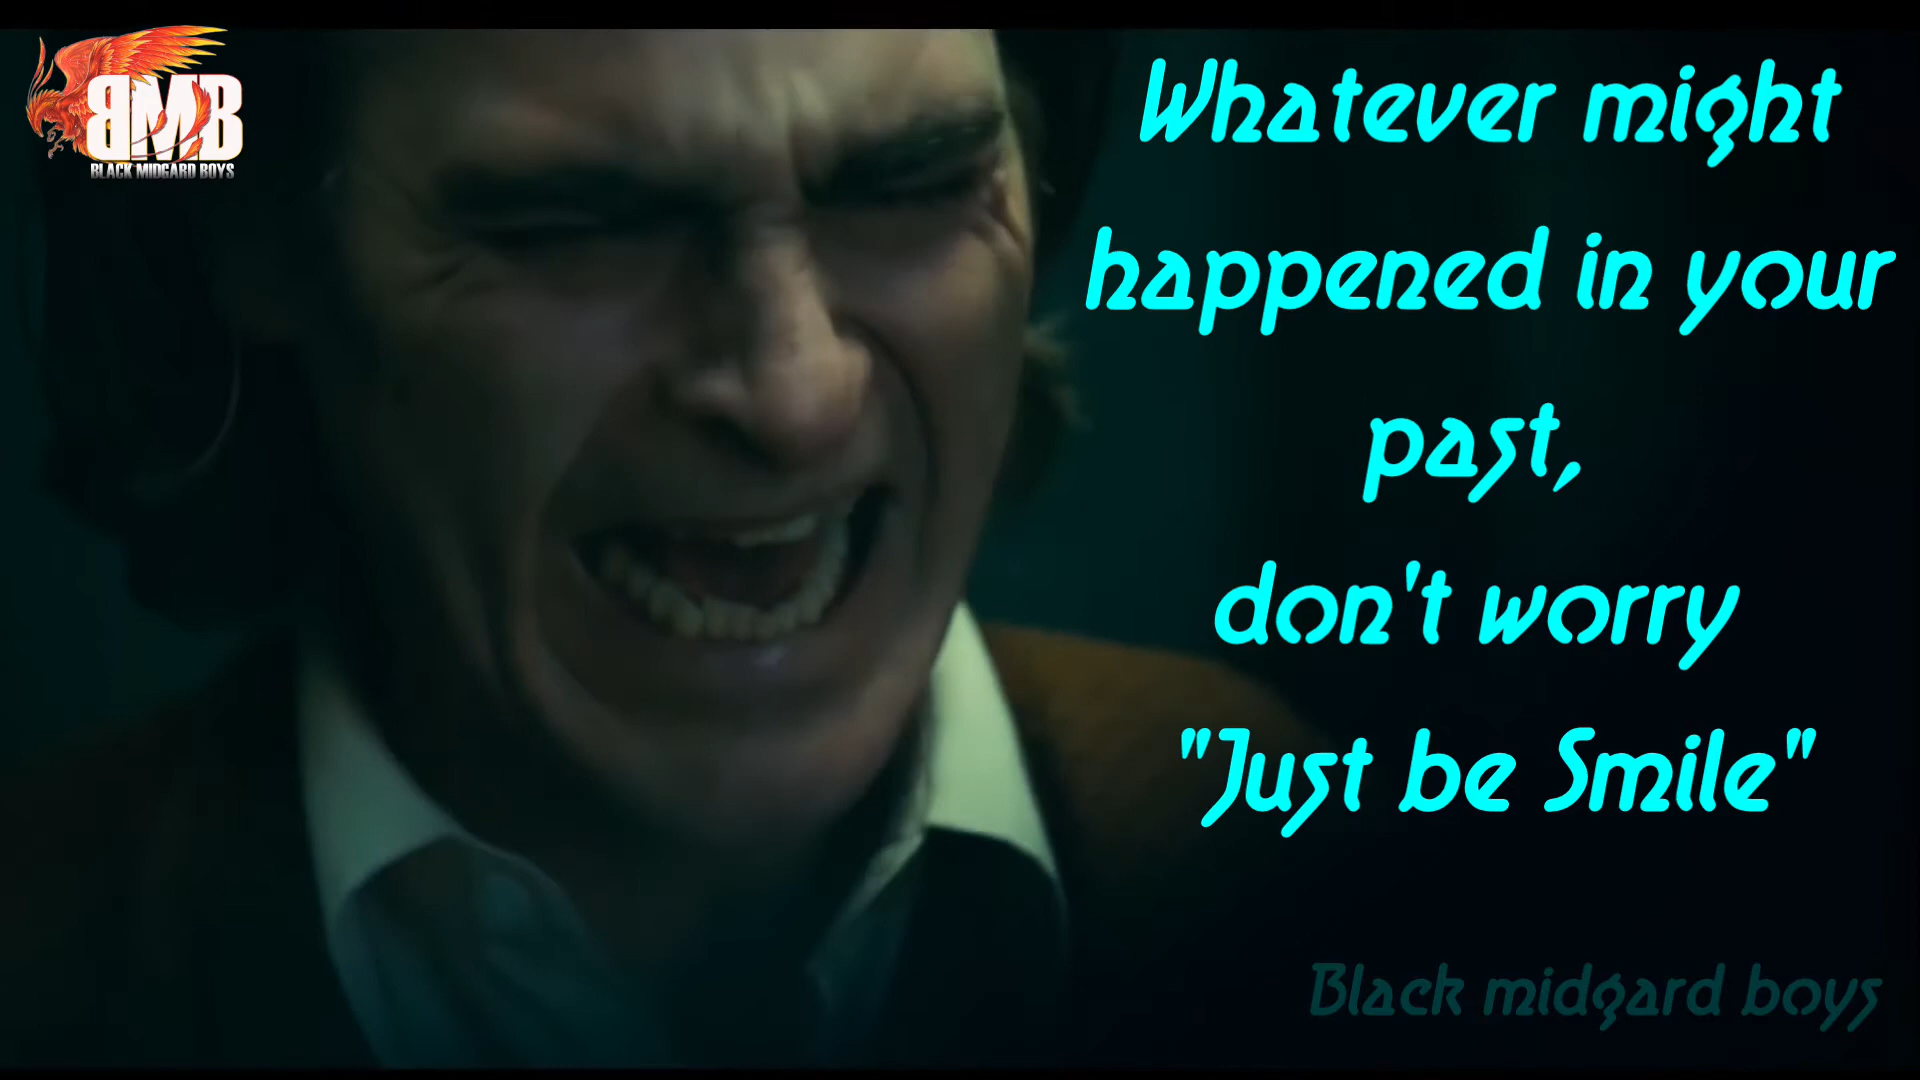 BMB
BLACK MIDGARD BOYS
Whatever might
happened in your
past,
don't worry
"Just be Smile"
Black midgard boys